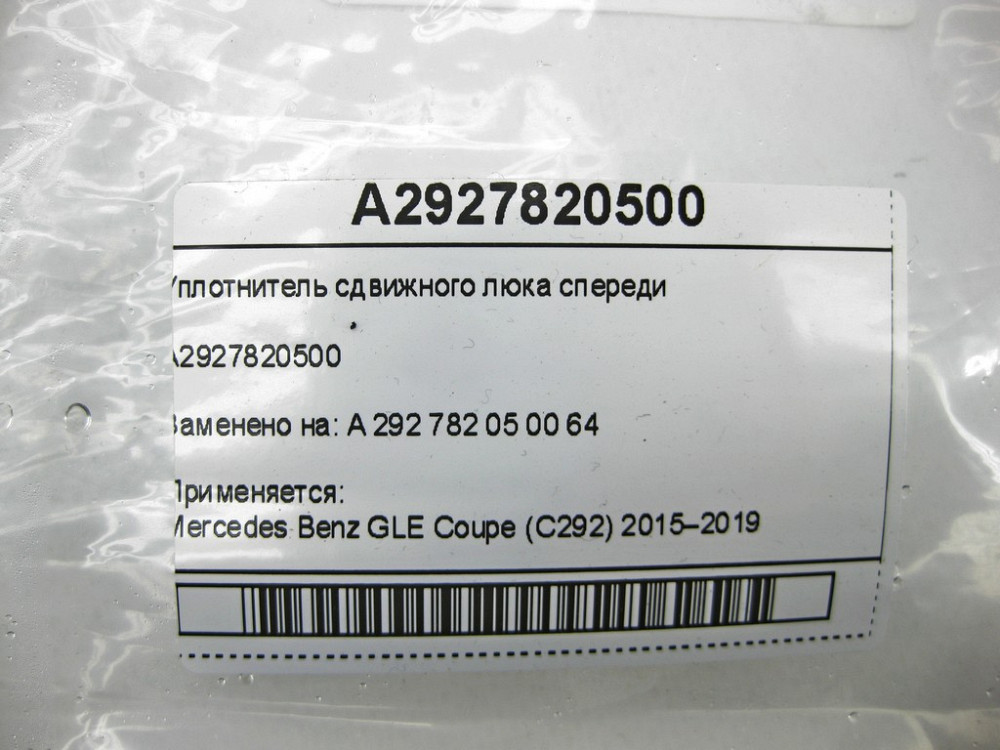 A2927820500
Уплотнитель сдвижного люка спереди
A2927820500
Заменено на: A 292 782 05 00 64
Применяется:
Mercedes Benz GLE Coupe (C292) 2015–2019